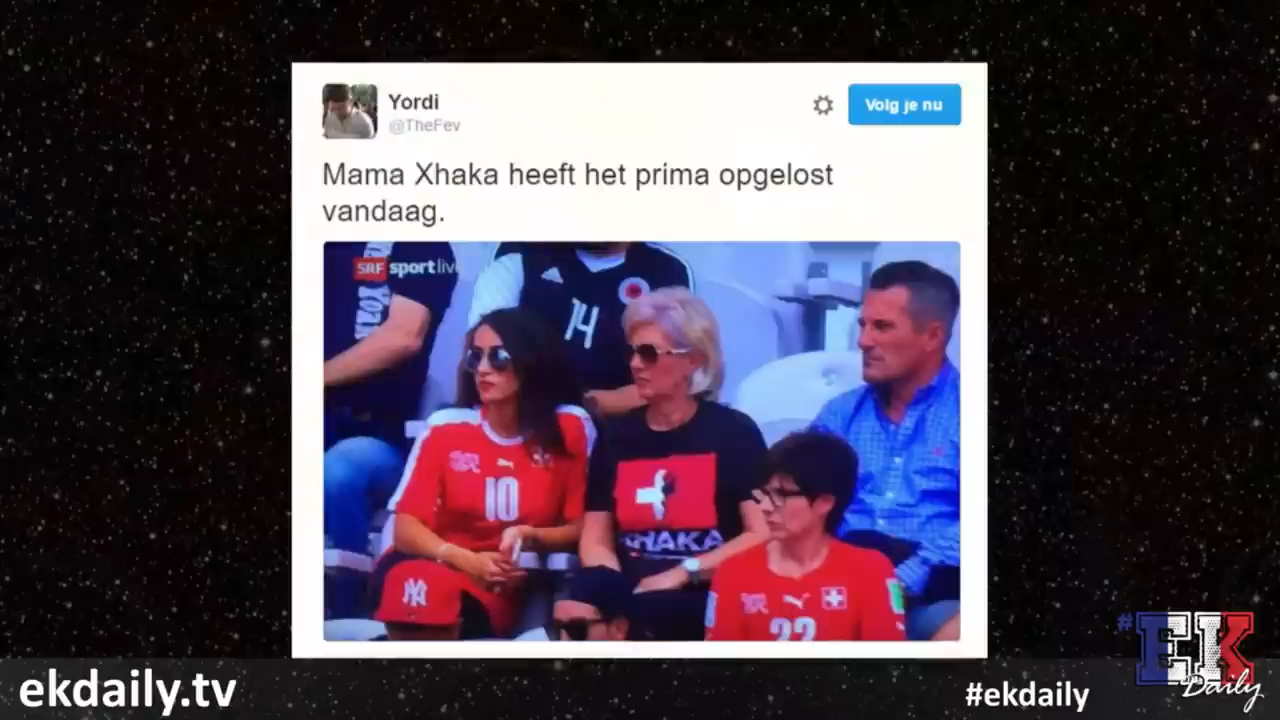 Yordi
@TheFev
Volg je nu
Mama Xhaka heeft het prima opgelost
vandaag.
SRF sportliv
14
10
XHAKA
NY
22
ekdaily.tv
#ekdaily
#EK
Daily